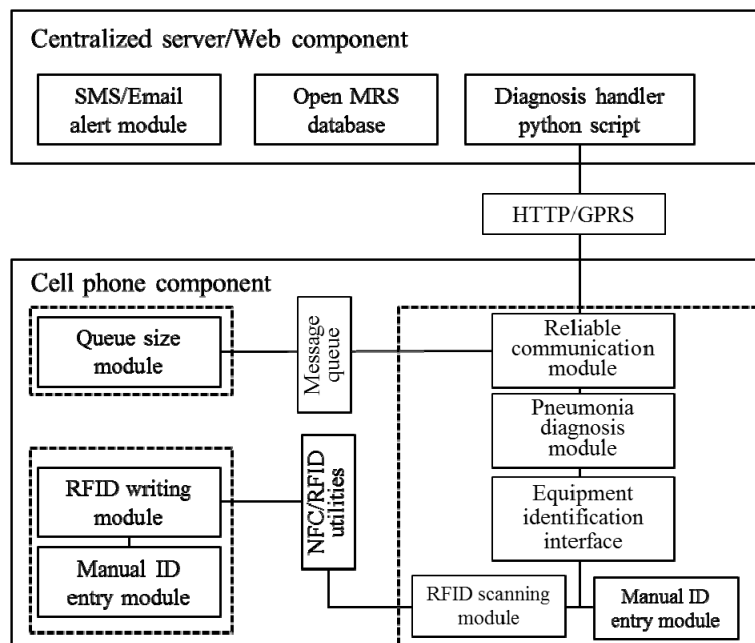 Centralized server/Web component
SMS/Email
alert module
Open MRS
database
Diagnosis handler
python script
HTTP/GPRS
Cell phone component
Queue size
module
Message
queue
Reliable
communication
module
Pneumonia
diagnosis
module
RFID writing
module
NFC/RFID
utilities
Equipment
identification
interface
Manual ID
entry module
RFID scanning
module
Manual ID
entry module